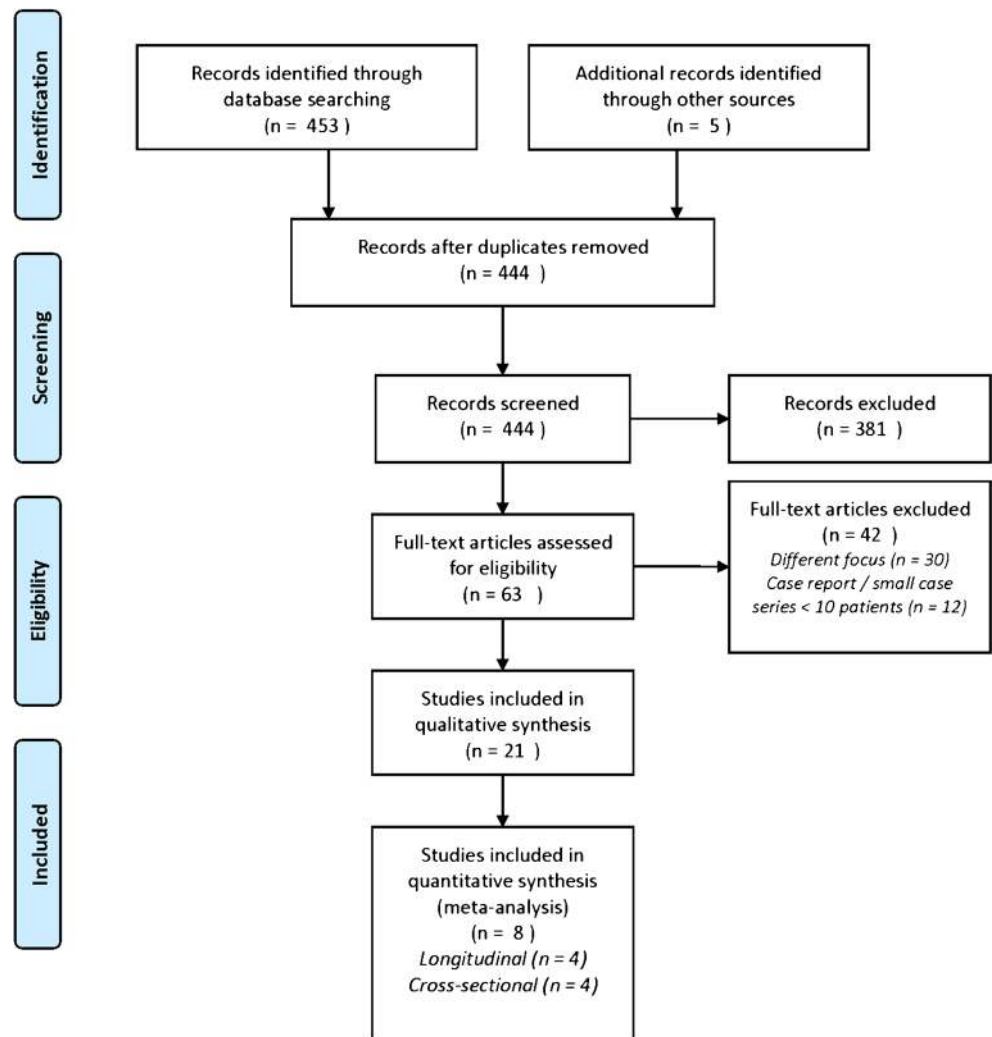 Identification
Records identified through
database searching
(n = 453 )
Additional records identified
through other sources
(n = 5 )
Records after duplicates removed
(n = 444 )
Screening
Records screened
(n = 444 )
Records excluded
(n = 381 )
Eligibility
Full-text articles assessed
for eligibility
(n = 63 )
Full-text articles excluded
(n = 42 )
Different focus (n = 30)
Case report / small case
series < 10 patients (n = 12)
Studies included in
qualitative synthesis
(n = 21 )
Included
Studies included in
quantitative synthesis
(meta-analysis)
(n = 8 )
Longitudinal (n = 4)
Cross-sectional (n = 4)